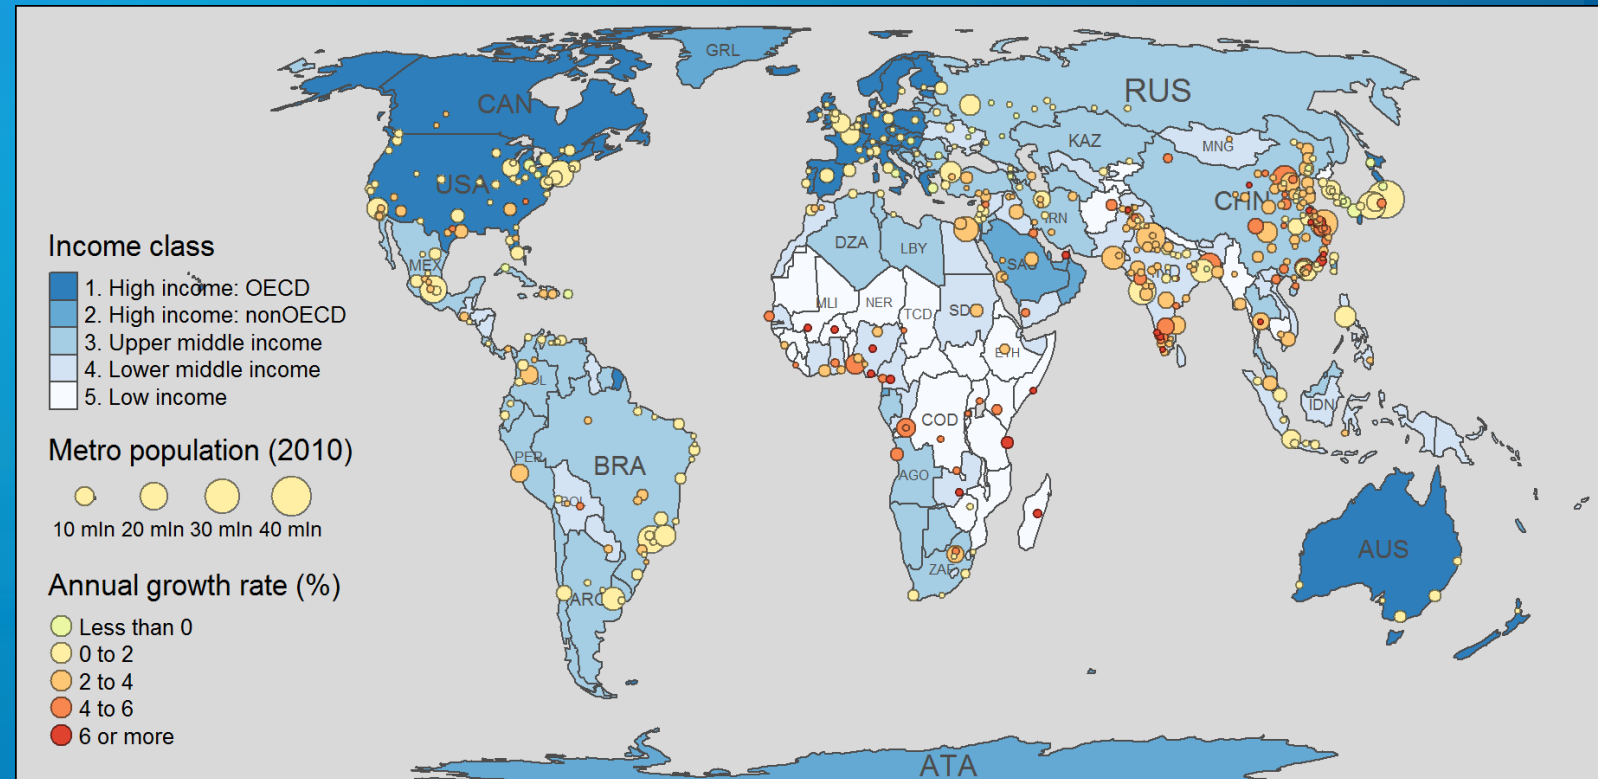 GRL
CAN
RUS
KAZ
MNG
USA
CHN
IRN
DZA
LBY
SAU
MEX
IND
MLI
NER
TCD
SDN
ETH
COL
COD
IDN
BRA
PER
AGO
BOL
AUS
ZAF
ARG
ATA
Income class
1. High income: OECD
2. High income: nonOECD
3. Upper middle income
4. Lower middle income
5. Low income
Metro population (2010)
10 mln 20 mln 30 mln 40 mln
Annual growth rate (%)
Less than 0
0 to 2
2 to 4
4 to 6
6 or more